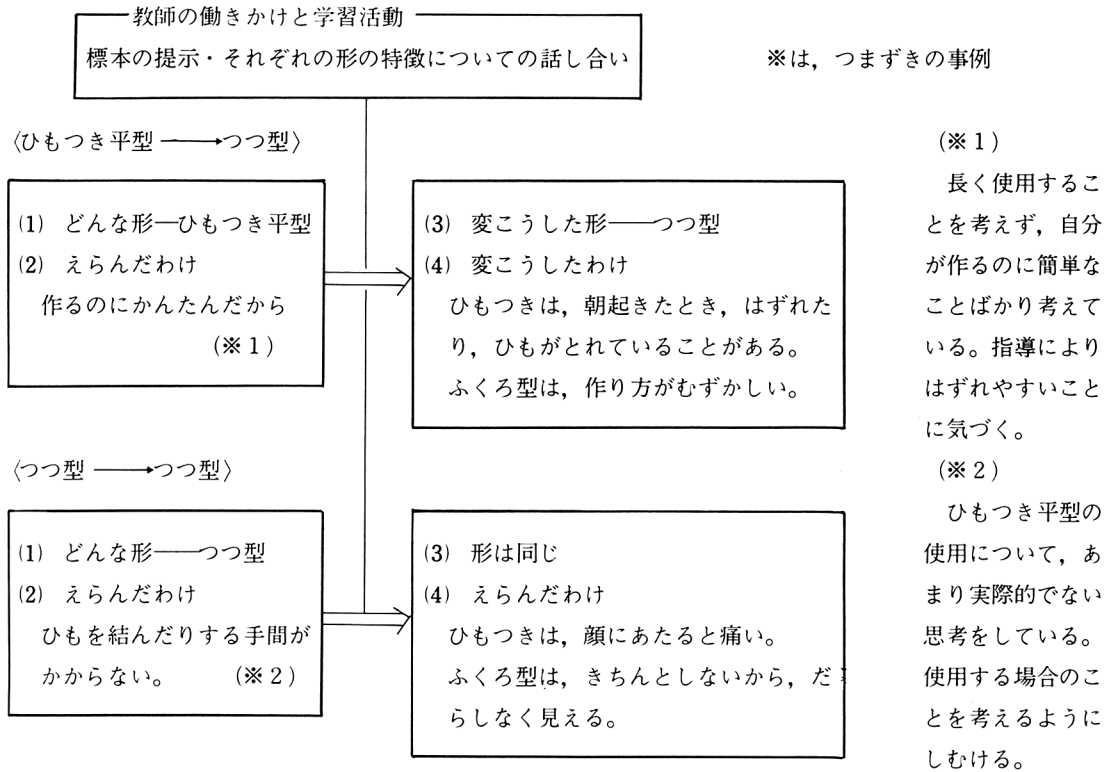 教師の働きかけと学習活動
標本の提示・それぞれの形の特徴についての話し合い
※は，つまずきの事例
〈ひもつき平型 ──→つつ型〉
(1) どんな形─ひもつき平型
(2) えらんだわけ
作るのにかんたんだから
(※1)
(3) 変こうした形──つつ型
(4) 変こうしたわけ
ひもつきは，朝起きたとき，はずれた
り，ひもがとれていることがある。
ふくろ型は，作り方がむずかしい。
〈つつ型 ──→つつ型〉
(1) どんな形──つつ型
(2) えらんだわけ
ひもを結んだりする手間が
かからない。 (※2)
(3) 形は同じ
(4) えらんだわけ
ひもつきは，顔にあたると痛い。
ふくろ型は，きちんとしないから，だ
らしなく見える。
(※1)
長く使用するこ
とを考えず，自分
が作るのに簡単な
ことばかり考えて
いる。指導により
はずれやすいこと
に気づく。
(※2)
ひもつき平型の
使用について，あ
まり実際的でない
思考をしている。
使用する場合のこ
とを考えるように
しむける。